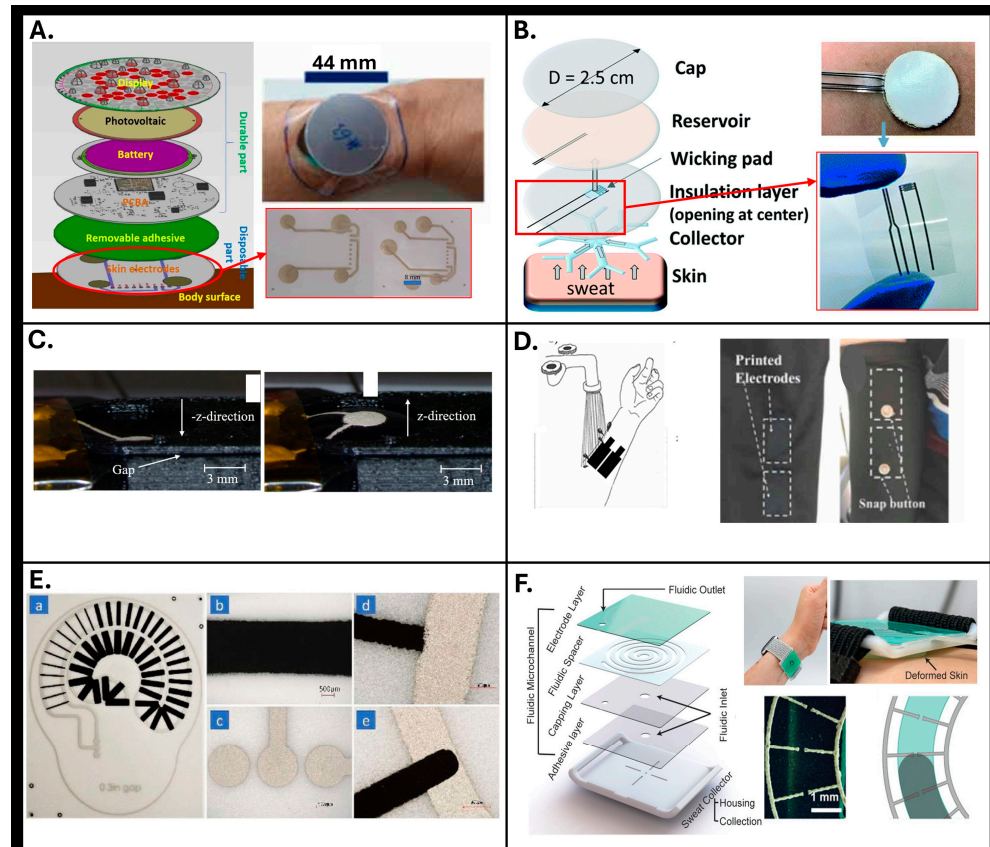 A.
44 mm
Display
Photovoltaic
Battery
PCBA
Removable adhesive
Skin electrodes
Body surface
Durable part
Disposable part
8 mm
B.
D = 2.5 cm
Cap
Reservoir
Wicking pad
Insulation layer
(opening at center)
Collector
Skin
sweat
C.
-z-direction
Gap
3 mm
z-direction
3 mm
D.
Printed
Electrodes
Snap button
E.
a
0.3in gap
b
500μm
c
d
e
F.
Fluidic Outlet
Electrode Layer
Fluidic Spacer
Capping Layer
Adhesive layer
Fluidic Microchannel
Fluidic Inlet
Sweat Collector
Housing
Collection
Deformed Skin
1 mm